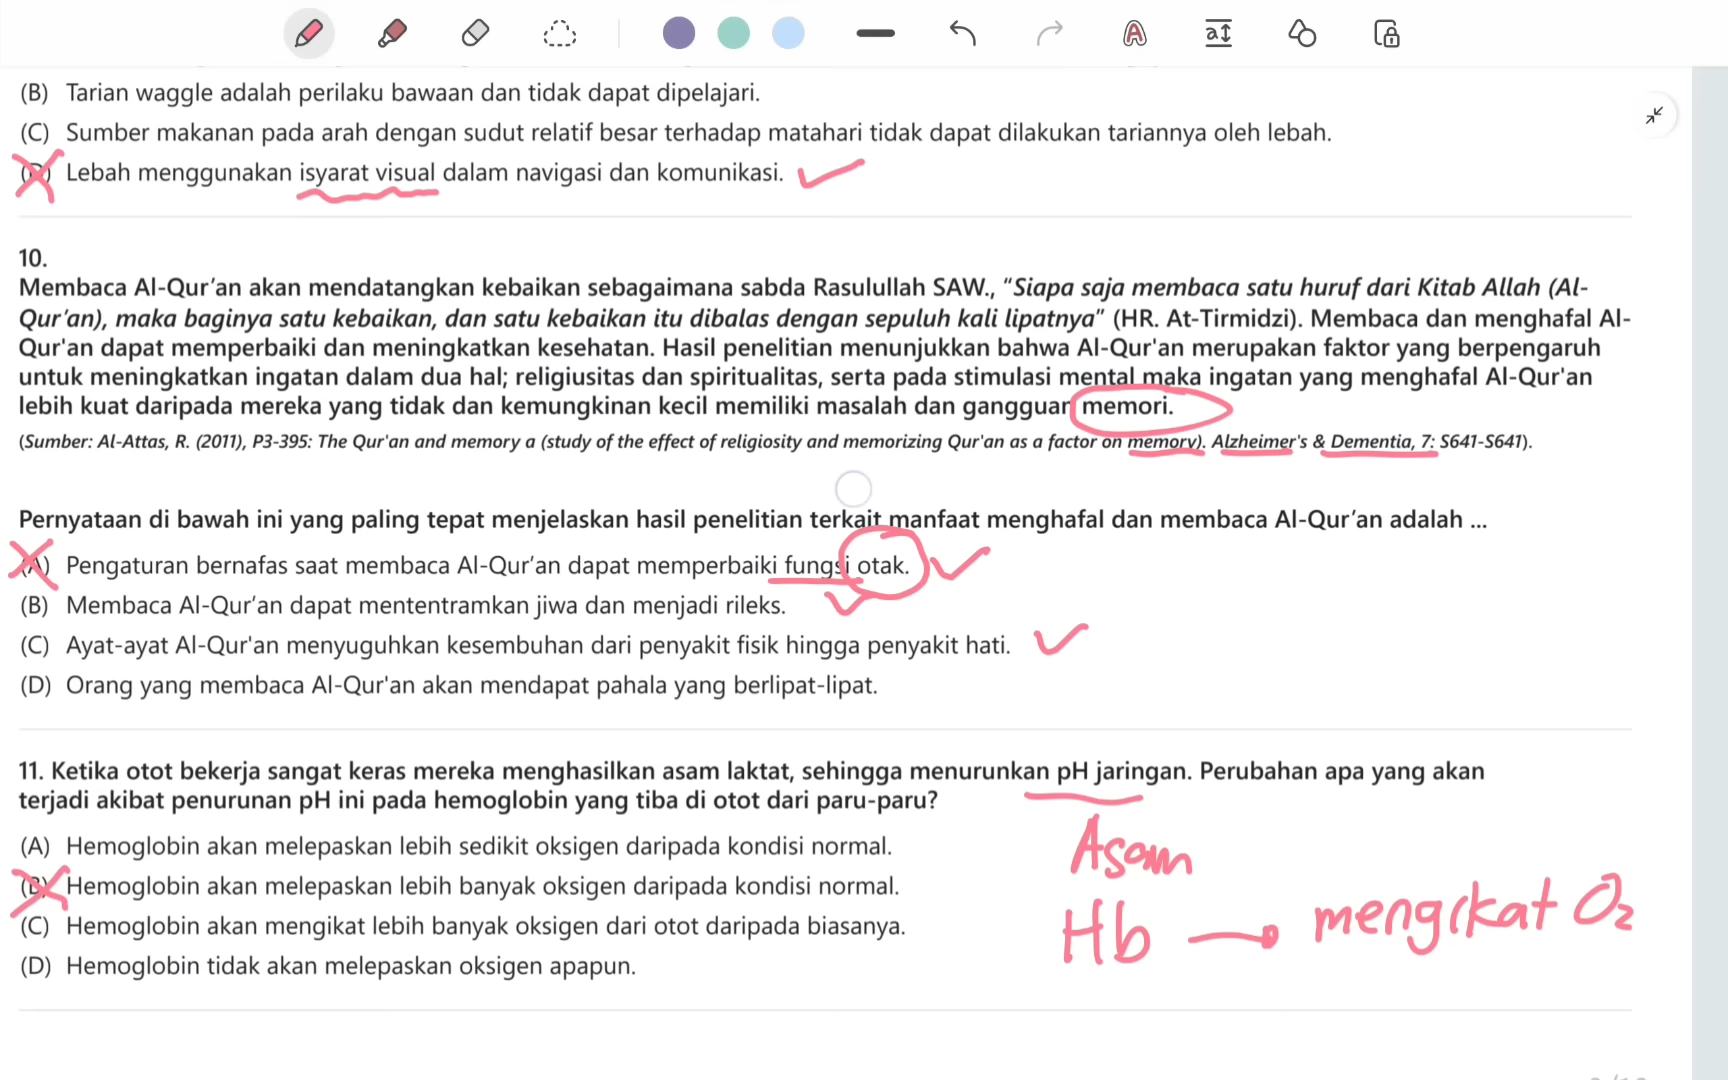 (B) Tarian waggle adalah perilaku bawaan dan tidak dapat dipelajari.
(C) Sumber makanan pada arah dengan sudut relatif besar terhadap matahari tidak dapat dilakukan tariannya oleh lebah.
Lebah menggunakan isyarat visual dalam navigasi dan komunikasi.
10.
Membaca Al-Qur’an akan mendatangkan kebaikan sebagaimana sabda Rasulullah SAW., “Siapa saja membaca satu huruf dari Kitab Allah (Al-
Qur’an), maka baginya satu kebaikan, dan satu kebaikan itu dibalas dengan sepuluh kali lipatnya” (HR. At-Tirmidzi). Membaca dan menghafal Al-
Qur'an dapat memperbaiki dan meningkatkan kesehatan. Hasil penelitian menunjukkan bahwa Al-Qur'an merupakan faktor yang berpengaruh
untuk meningkatkan ingatan dalam dua hal; religiusitas dan spiritualitas, serta pada stimulasi mental maka ingatan yang menghafal Al-Qur'an
lebih kuat daripada mereka yang tidak dan kemungkinan kecil memiliki masalah dan gangguan memori.
(Sumber: Al-Attas, R. (2011), P3-395: The Qur'an and memory a (study of the effect of religiosity and memorizing Qur'an as a factor on memory). Alzheimer's & Dementia, 7: S641-S641).
Pernyataan di bawah ini yang paling tepat menjelaskan hasil penelitian terkait manfaat menghafal dan membaca Al-Qur’an adalah ...
(A) Pengaturan bernafas saat membaca Al-Qur’an dapat memperbaiki fungsi otak.
(B) Membaca Al-Qur’an dapat mententramkan jiwa dan menjadi rileks.
(C) Ayat-ayat Al-Qur'an menyuguhkan kesembuhan dari penyakit fisik hingga penyakit hati.
(D) Orang yang membaca Al-Qur'an akan mendapat pahala yang berlipat-lipat.
11. Ketika otot bekerja sangat keras mereka menghasilkan asam laktat, sehingga menurunkan pH jaringan. Perubahan apa yang akan
terjadi akibat penurunan pH ini pada hemoglobin yang tiba di otot dari paru-paru?
(A) Hemoglobin akan melepaskan lebih sedikit oksigen daripada kondisi normal.
(B) Hemoglobin akan melepaskan lebih banyak oksigen daripada kondisi normal.
(C) Hemoglobin akan mengikat lebih banyak oksigen dari otot daripada biasanya.
(D) Hemoglobin tidak akan melepaskan oksigen apapun.
Asam
Hb → mengikat O₂